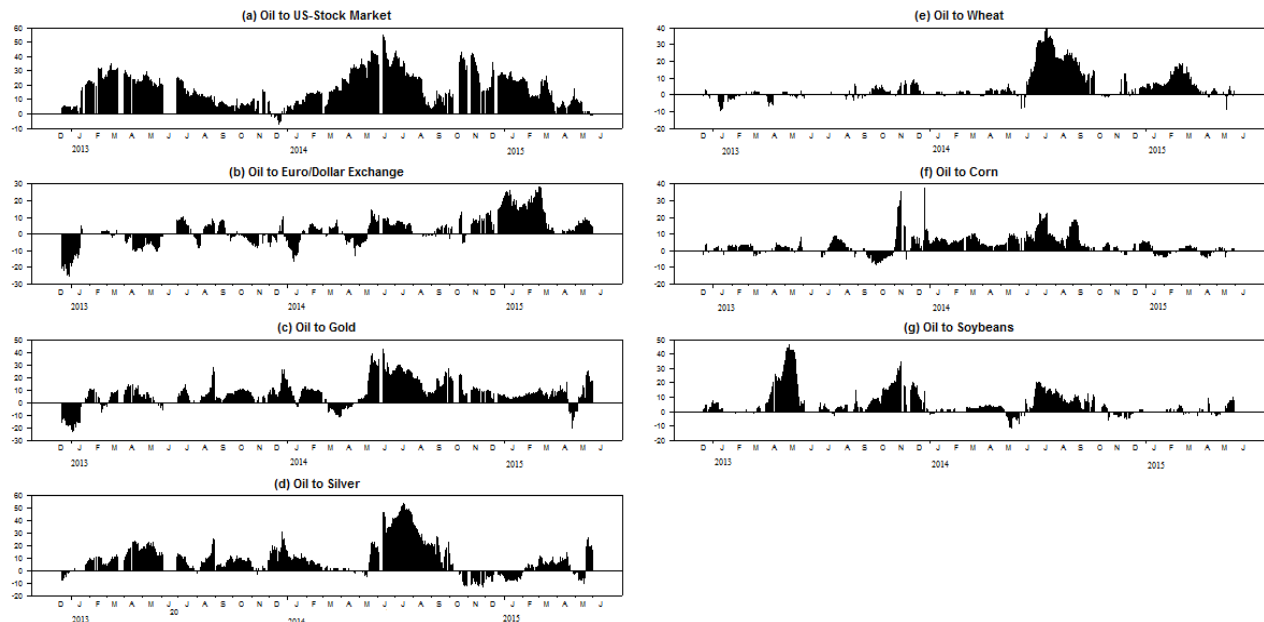 (a) Oil to US-Stock Market
60
50
40
30
20
10
0
-10
D J F M A M J J A S O N D J F M A M J J A S O N D J F M A M J
2013 2014 2015
(b) Oil to Euro/Dollar Exchange
30
20
10
0
-10
-20
-30
D J F M A M J J A S O N D J F M A M J J A S O N D J F M A M J
2013 2014 2015
(c) Oil to Gold
50
40
30
20
10
0
-10
-20
-30
D J F M A M J J A S O N D J F M A M J J A S O N D J F M A M J
2013 2014 2015
(d) Oil to Silver
60
50
40
30
20
10
0
-10
-20
D J F M A M J J A S O N D J F M A M J J A S O N D J F M A M J
20
2013 2014 2015
(e) Oil to Wheat
40
30
20
10
0
-10
-20
D J F M A M J J A S O N D J F M A M J J A S O N D J F M A M J
2013 2014 2015
(f) Oil to Corn
40
30
20
10
0
-10
-20
D J F M A M J J A S O N D J F M A M J J A S O N D J F M A M J
2013 2014 2015
(g) Oil to Soybeans
50
40
30
20
10
0
-10
-20
D J F M A M J J A S O N D J F M A M J J A S O N D J F M A M J
2013 2014 2015